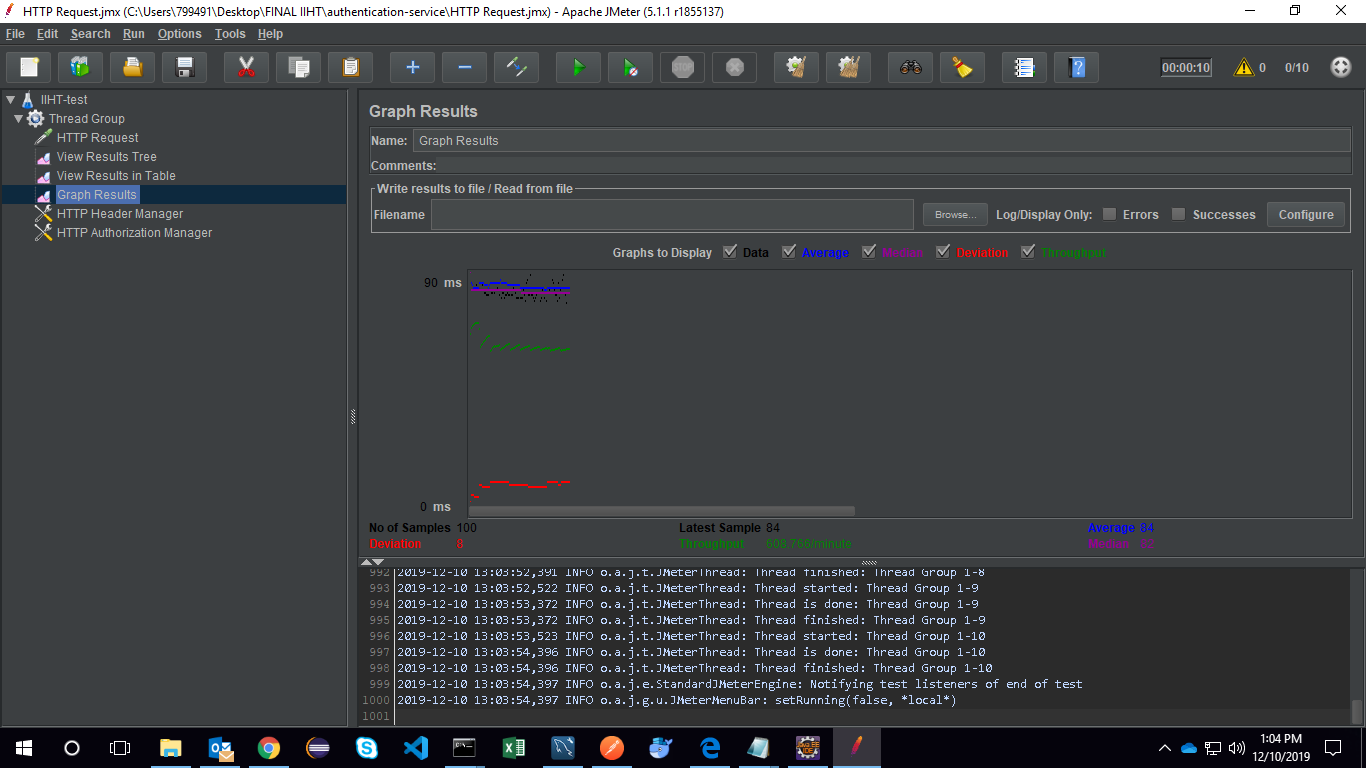 HTTP Request.jmx (C:\Users\799491\Desktop\FINAL IIHT\authentication-service\HTTP Request.jmx) - Apache JMeter (5.1.1 r1855137)
File Edit Search Run Options Tools Help
STOP
00:00:10 0 0/10
IIHT-test
Thread Group
HTTP Request
View Results Tree
View Results in Table
Graph Results
HTTP Header Manager
HTTP Authorization Manager
Graph Results
Name: Graph Results
Comments:
Write results to file / Read from file
Filename Browse... Log/Display Only: Errors Successes Configure
Graphs to Display Data Average Median Deviation Throughput
90 ms
0 ms
No of Samples 100 Latest Sample 84 Average 84
Deviation 8 Throughput 608.766/minute Median
992 2019-12-10 13:03:52,391 INFO o.a.j.t.JMeterThread: Thread finished: Thread Group 1-8
993 2019-12-10 13:03:52,522 INFO o.a.j.t.JMeterThread: Thread started: Thread Group 1-9
994 2019-12-10 13:03:53,372 INFO o.a.j.t.JMeterThread: Thread is done: Thread Group 1-9
995 2019-12-10 13:03:53,372 INFO o.a.j.t.JMeterThread: Thread finished: Thread Group 1-9
996 2019-12-10 13:03:53,523 INFO o.a.j.t.JMeterThread: Thread started: Thread Group 1-10
997 2019-12-10 13:03:54,396 INFO o.a.j.t.JMeterThread: Thread is done: Thread Group 1-10
998 2019-12-10 13:03:54,396 INFO o.a.j.t.JMeterThread: Thread finished: Thread Group 1-10
999 2019-12-10 13:03:54,397 INFO o.a.j.e.StandardJMeterEngine: Notifying test listeners of end of test
1000 2019-12-10 13:03:54,397 INFO o.a.j.g.u.JMeterMenuBar: setRunning(false, *local*)
1001
1:04 PM
12/10/2019